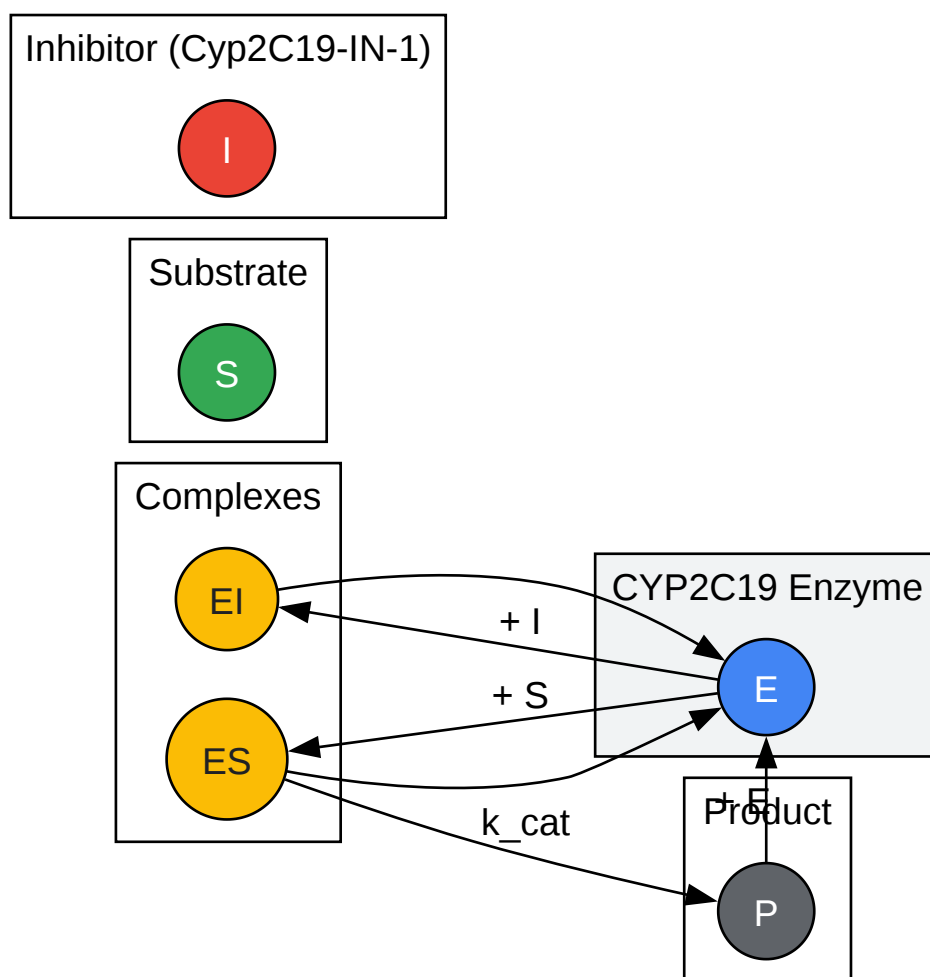 Inhibitor (Cyp2C19-IN-1)
I
Substrate
S
Complexes
EI
ES
+ I
+ S
k_cat
CYP2C19 Enzyme
E
+ E
Product
P